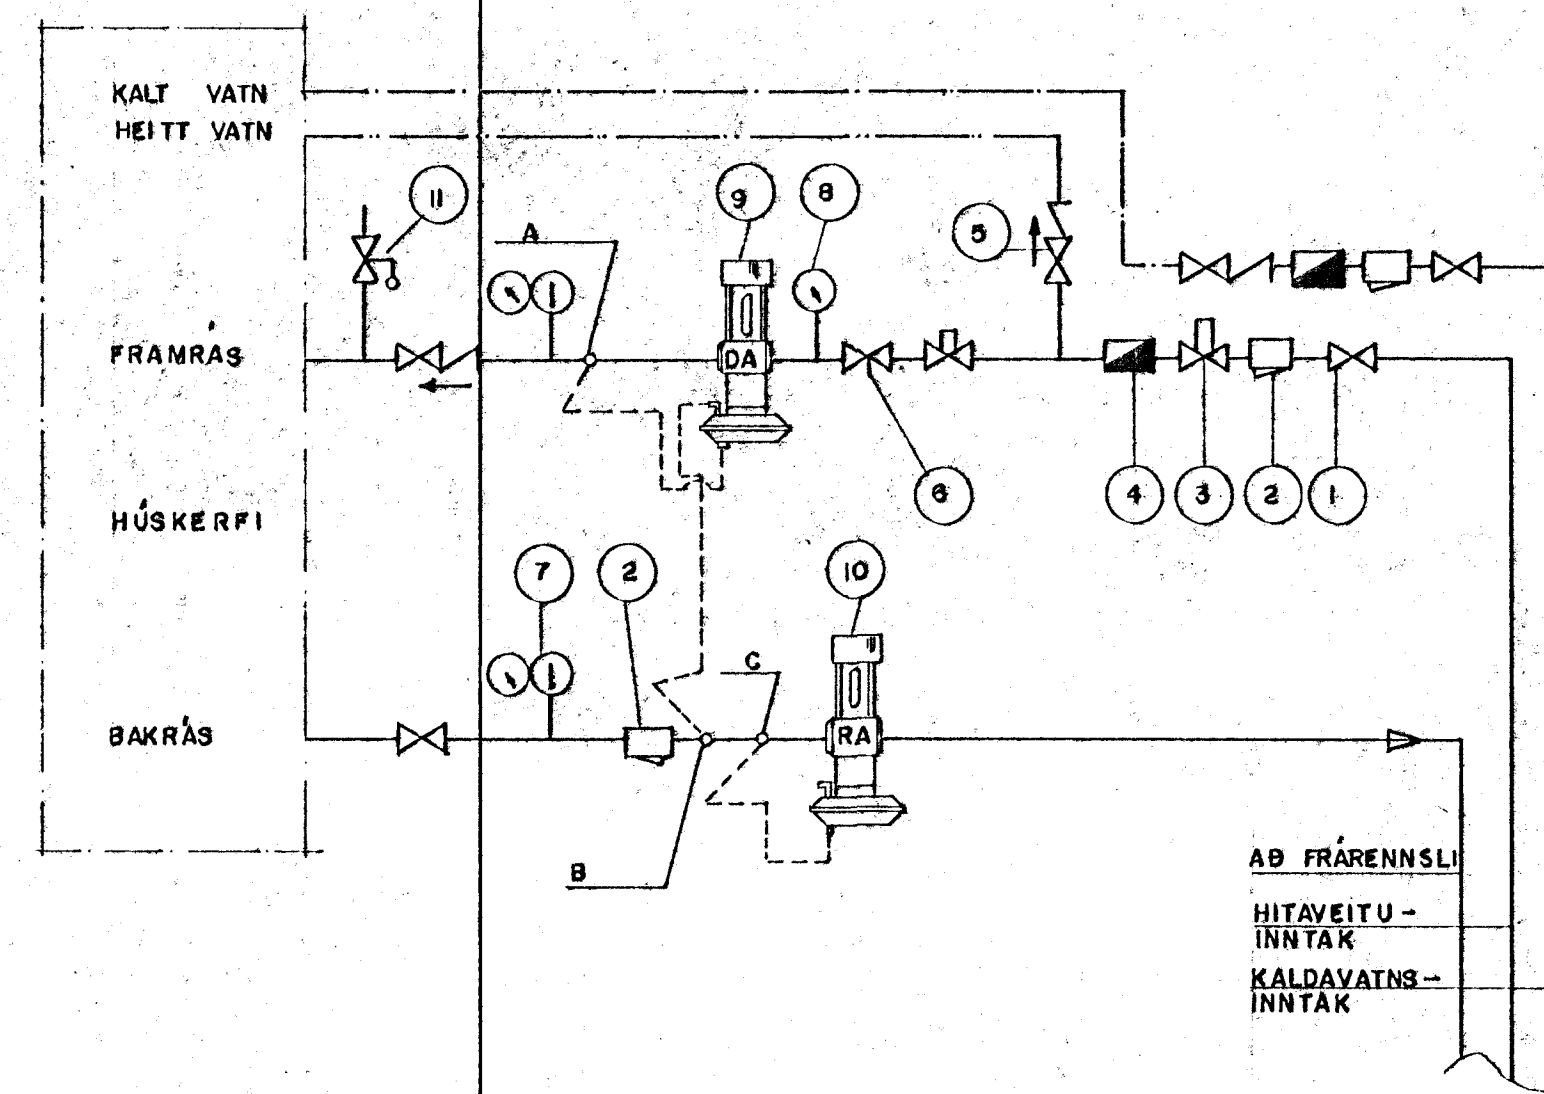 KALT VATN
HEITT VATN
11
A
9
8
5
FRAMRÁS
DA
6
4
3
2
1
HÚSKERFI
7
2
10
C
BAKRÁS
RA
B
AÐ FRÁRENNSLI
HITAVEITU-
INNTAK
KALDAVATNS-
INNTAK